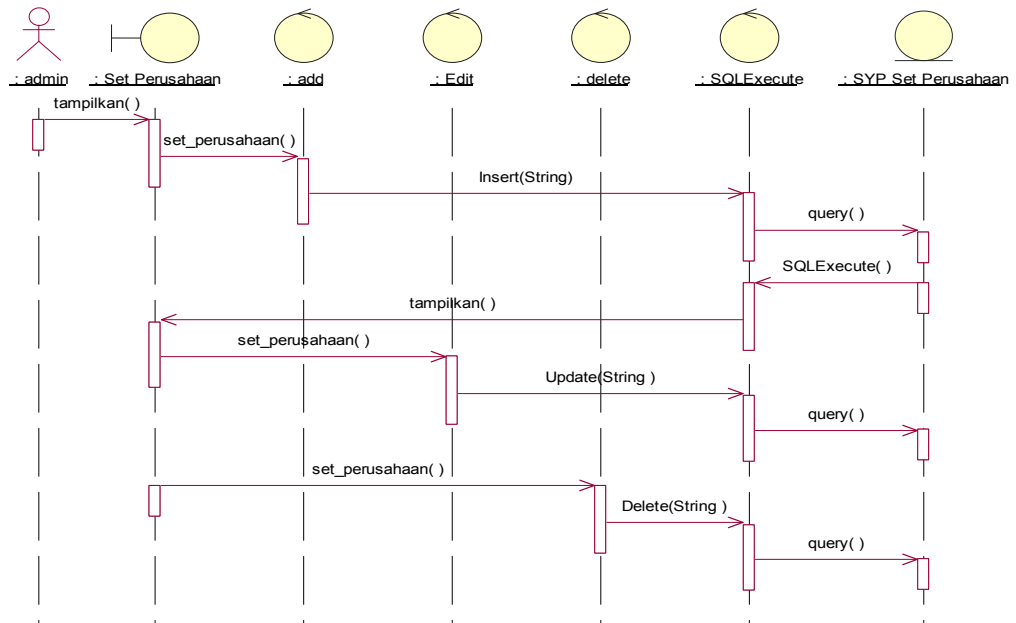 : admin
: Set Perusahaan
: add
: Edit
: delete
: SQLExecute
: SYP Set Perusahaan
tampilkan( )
set_perusahaan( )
Insert(String)
query( )
SQLExecute( )
tampilkan( )
set_perusahaan( )
Update(String )
query( )
set_perusahaan( )
Delete(String )
query( )